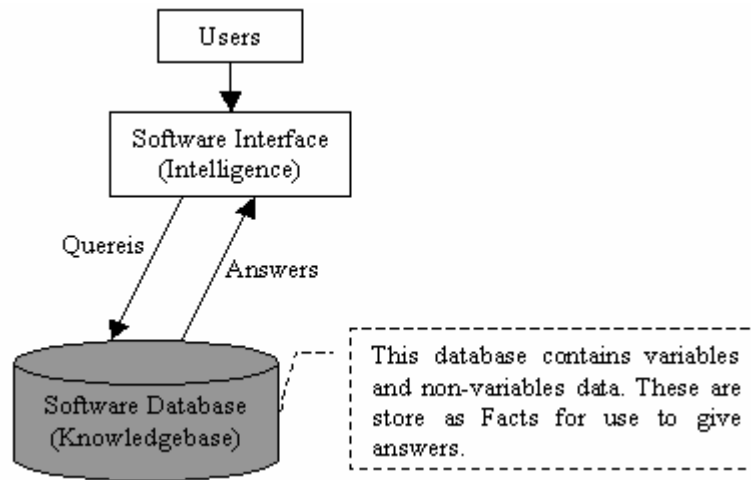 Users
Software Interface
(Intelligence)
Quereis
Answers
Software Database
(Knowledgebase)
This database contains variables
and non-variables data. These are
store as Facts for use to give
answers.